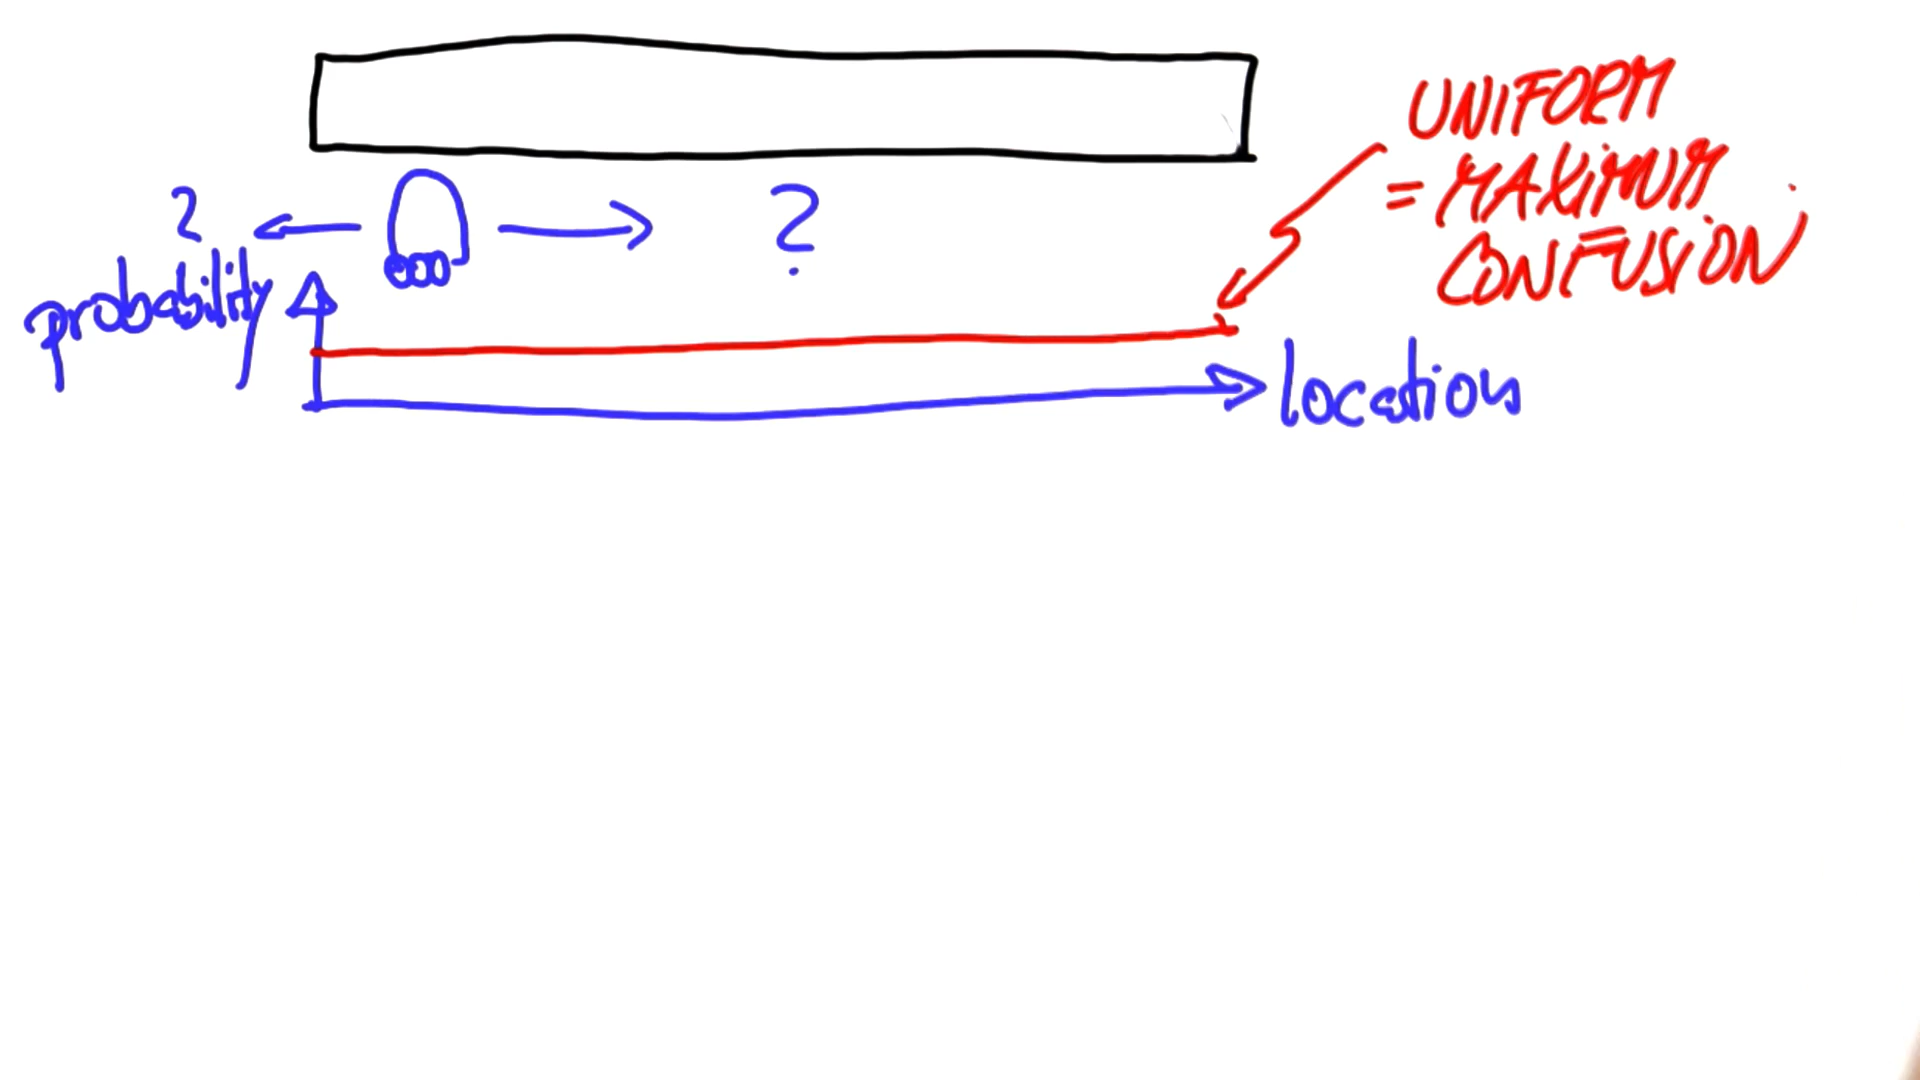 UNIFORM
= MAXIMUM
CONFUSION
? ?
probability
location